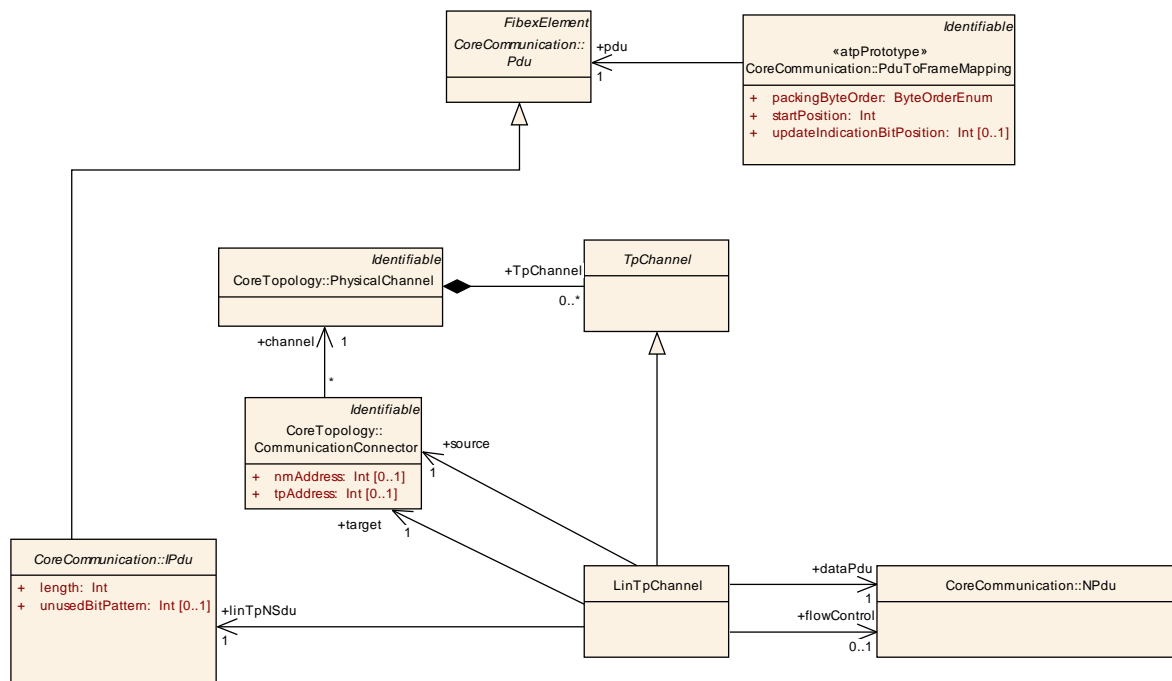 FibexElement
CoreCommunication::
Pdu
+pdu
1
Identifiable
«atpPrototype»
CoreCommunication::PduToFrameMapping
+ packingByteOrder: ByteOrderEnum
+ startPosition: Int
+ updateIndicationBitPosition: Int [0..1]
Identifiable
CoreTopology::PhysicalChannel
+TpChannel
0..*
TpChannel
+channel
1
*
Identifiable
CoreTopology::
CommunicationConnector
+ nmAddress: Int [0..1]
+ tpAddress: Int [0..1]
+source
1
+target
1
CoreCommunication::IPdu
+ length: Int
+ unusedBitPattern: Int [0..1]
+linTpNSdu
1
LinTpChannel
+dataPdu
1
+flowControl
0..1
CoreCommunication::NPdu